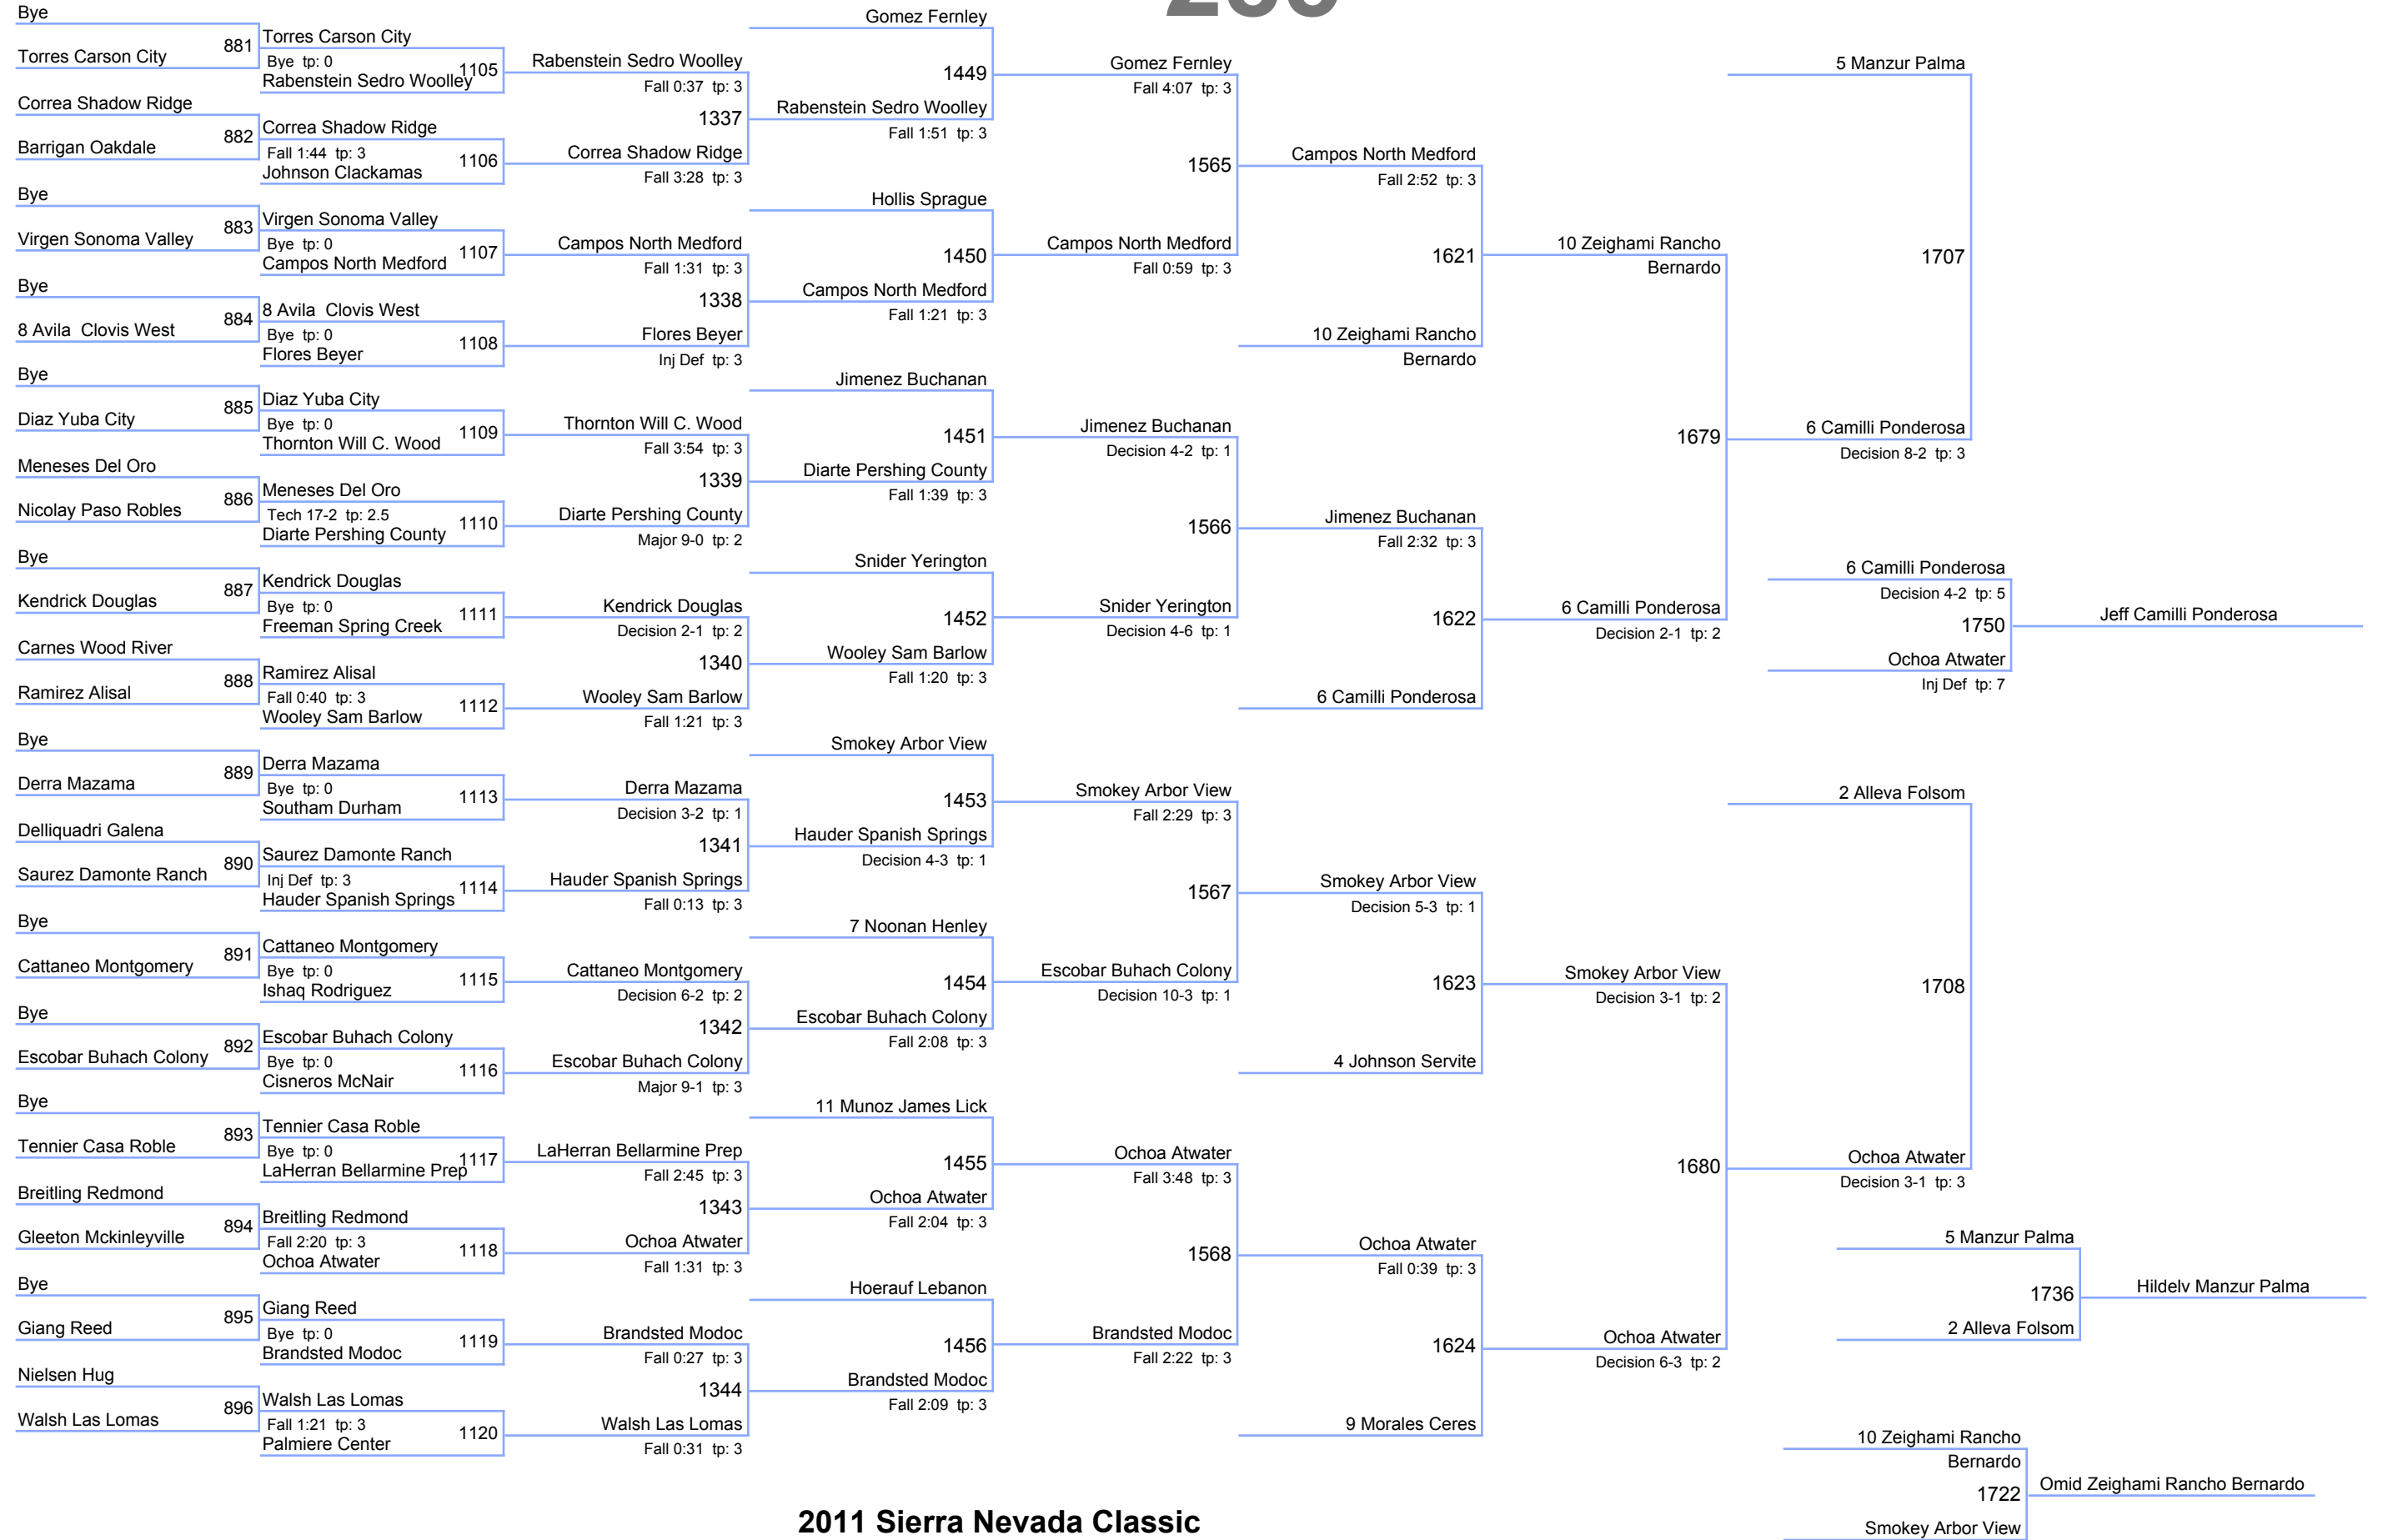 Bye
881
Torres Carson City
Correa Shadow Ridge
882
Barrigan Oakdale
Bye
883
Virgen Sonoma Valley
Bye
884
8 Avila  Clovis West
Bye
885
Diaz Yuba City
Meneses Del Oro
886
Nicolay Paso Robles
Bye
887
Kendrick Douglas
Carnes Wood River
888
Ramirez Alisal
Bye
889
Derra Mazama
Delliquadri Galena
890
Saurez Damonte Ranch
Bye
891
Cattaneo Montgomery
Bye
892
Escobar Buhach Colony
Bye
893
Tennier Casa Roble
Breitling Redmond
894
Gleeton Mckinleyville
Bye
895
Giang Reed
Nielsen Hug
896
Walsh Las Lomas
Torres Carson City
Bye  tp: 0
1105
Rabenstein Sedro Woolley
Correa Shadow Ridge
Fall 1:44  tp: 3
1106
Johnson Clackamas
Virgen Sonoma Valley
Bye  tp: 0
1107
Campos North Medford
8 Avila  Clovis West
Bye  tp: 0
1108
Flores Beyer
Diaz Yuba City
Bye  tp: 0
1109
Thornton Will C. Wood
Meneses Del Oro
Tech 17-2  tp: 2.5
1110
Diarte Pershing County
Kendrick Douglas
Bye  tp: 0
1111
Freeman Spring Creek
Ramirez Alisal
Fall 0:40  tp: 3
1112
Wooley Sam Barlow
Derra Mazama
Bye  tp: 0
1113
Southam Durham
Saurez Damonte Ranch
Inj Def  tp: 3
1114
Hauder Spanish Springs
Cattaneo Montgomery
Bye  tp: 0
1115
Ishaq Rodriguez
Escobar Buhach Colony
Bye  tp: 0
1116
Cisneros McNair
Tennier Casa Roble
Bye  tp: 0
1117
LaHerran Bellarmine Prep
Breitling Redmond
Fall 2:20  tp: 3
1118
Ochoa Atwater
Giang Reed
Bye  tp: 0
1119
Brandsted Modoc
Walsh Las Lomas
Fall 1:21  tp: 3
1120
Palmiere Center
Rabenstein Sedro Woolley
Fall 0:37  tp: 3
1337
Correa Shadow Ridge
Fall 3:28  tp: 3
Campos North Medford
Fall 1:31  tp: 3
1338
Flores Beyer
Inj Def  tp: 3
Thornton Will C. Wood
Fall 3:54  tp: 3
1339
Diarte Pershing County
Major 9-0  tp: 2
Kendrick Douglas
Decision 2-1  tp: 2
1340
Wooley Sam Barlow
Fall 1:21  tp: 3
Derra Mazama
Decision 3-2  tp: 1
1341
Hauder Spanish Springs
Fall 0:13  tp: 3
Cattaneo Montgomery
Decision 6-2  tp: 2
1342
Escobar Buhach Colony
Major 9-1  tp: 3
LaHerran Bellarmine Prep
Fall 2:45  tp: 3
1343
Ochoa Atwater
Fall 1:31  tp: 3
Brandsted Modoc
Fall 0:27  tp: 3
1344
Walsh Las Lomas
Fall 0:31  tp: 3
Gomez Fernley
1449
Rabenstein Sedro Woolley
Fall 1:51  tp: 3
Hollis Sprague
1450
Campos North Medford
Fall 1:21  tp: 3
Jimenez Buchanan
1451
Diarte Pershing County
Fall 1:39  tp: 3
Snider Yerington
1452
Wooley Sam Barlow
Fall 1:20  tp: 3
Smokey Arbor View
1453
Hauder Spanish Springs
Decision 4-3  tp: 1
7 Noonan Henley
1454
Escobar Buhach Colony
Fall 2:08  tp: 3
11 Munoz James Lick
1455
Ochoa Atwater
Fall 2:04  tp: 3
Hoerauf Lebanon
1456
Brandsted Modoc
Fall 2:09  tp: 3
Gomez Fernley
Fall 4:07  tp: 3
1565
Campos North Medford
Fall 0:59  tp: 3
Jimenez Buchanan
Decision 4-2  tp: 1
1566
Snider Yerington
Decision 4-6  tp: 1
Smokey Arbor View
Fall 2:29  tp: 3
1567
Escobar Buhach Colony
Decision 10-3  tp: 1
Ochoa Atwater
Fall 3:48  tp: 3
1568
Brandsted Modoc
Fall 2:22  tp: 3
Campos North Medford
Fall 2:52  tp: 3
1621
10 Zeighami Rancho
Bernardo
Jimenez Buchanan
Fall 2:32  tp: 3
1622
6 Camilli Ponderosa
Smokey Arbor View
Decision 5-3  tp: 1
1623
4 Johnson Servite
Ochoa Atwater
Fall 0:39  tp: 3
1624
9 Morales Ceres
10 Zeighami Rancho
Bernardo
1679
6 Camilli Ponderosa
Decision 2-1  tp: 2
Smokey Arbor View
Decision 3-1  tp: 2
1680
Ochoa Atwater
Decision 6-3  tp: 2
5 Manzur Palma
1707
6 Camilli Ponderosa
Decision 8-2  tp: 3
6 Camilli Ponderosa
Decision 4-2  tp: 5
1750
Jeff Camilli Ponderosa
Ochoa Atwater
Inj Def  tp: 7
2 Alleva Folsom
1708
Ochoa Atwater
Decision 3-1  tp: 3
5 Manzur Palma
1736
Hildelv Manzur Palma
2 Alleva Folsom
10 Zeighami Rancho
Bernardo
1722
Omid Zeighami Rancho Bernardo
Smokey Arbor View
2011 Sierra Nevada Classic